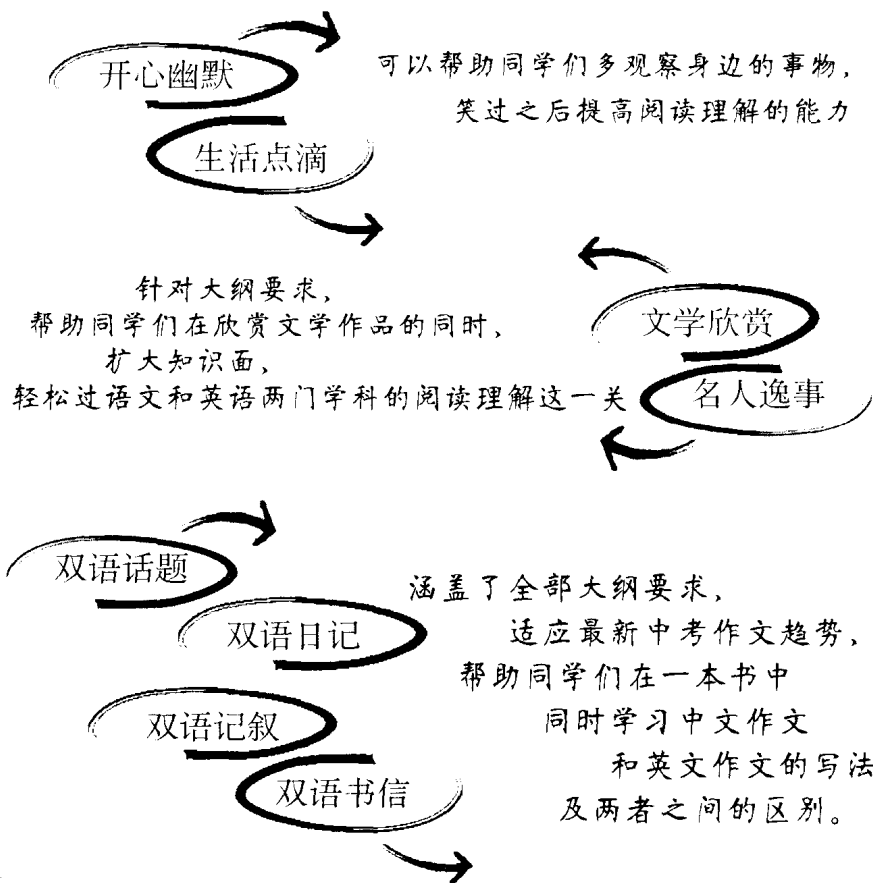 开心幽默
生活点滴
可以帮助同学们多观察身边的事物，
笑过之后提高阅读理解的能力
文学欣赏
名人逸事
针对大纲要求、
帮助同学们在欣赏文学作品的同时、
扩大知识面、
轻松过语文和英语两门学科的阅读理解这一关
双语话题
双语日记
双语记叙
双语书信
涵盖了全部大纲要求，
适应最新中考作文趋势、
帮助同学们在一本书中
同时学习中文作文
和英文作文的写法
及两者之间的区别。